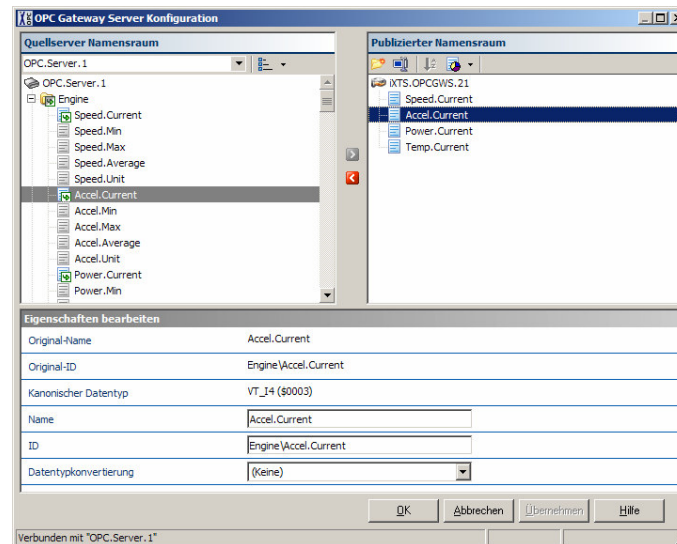 OPC Gateway Server Konfiguration
Quellserver Namensraum
OPC.Server.1
OPC.Server.1
Engine
Speed.Current
Speed.Min
Speed.Max
Speed.Average
Speed.Unit
Accel.Current
Accel.Min
Accel.Max
Accel.Average
Accel.Unit
Power.Current
Power.Min
Publizierter Namensraum
iXTS.OPCGWS.21
Speed.Current
Accel.Current
Power.Current
Temp.Current
Eigenschaften bearbeiten
Original-Name Accel.Current
Original-ID Engine\Accel.Current
Kanonischer Datentyp VT_I4 ($0003)
Name Accel.Current
ID Engine\Accel.Current
Datentypkonvertierung (Keine)
OK Abbrechen Übernehmen Hilfe
Verbunden mit "OPC.Server.1"